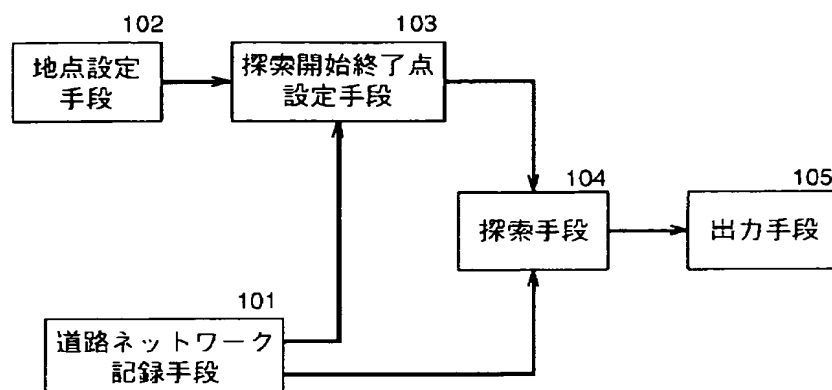 102
地点設定
手段
103
探索開始終了点
設定手段
104
探索手段
105
出力手段
101
道路ネットワーク
記録手段